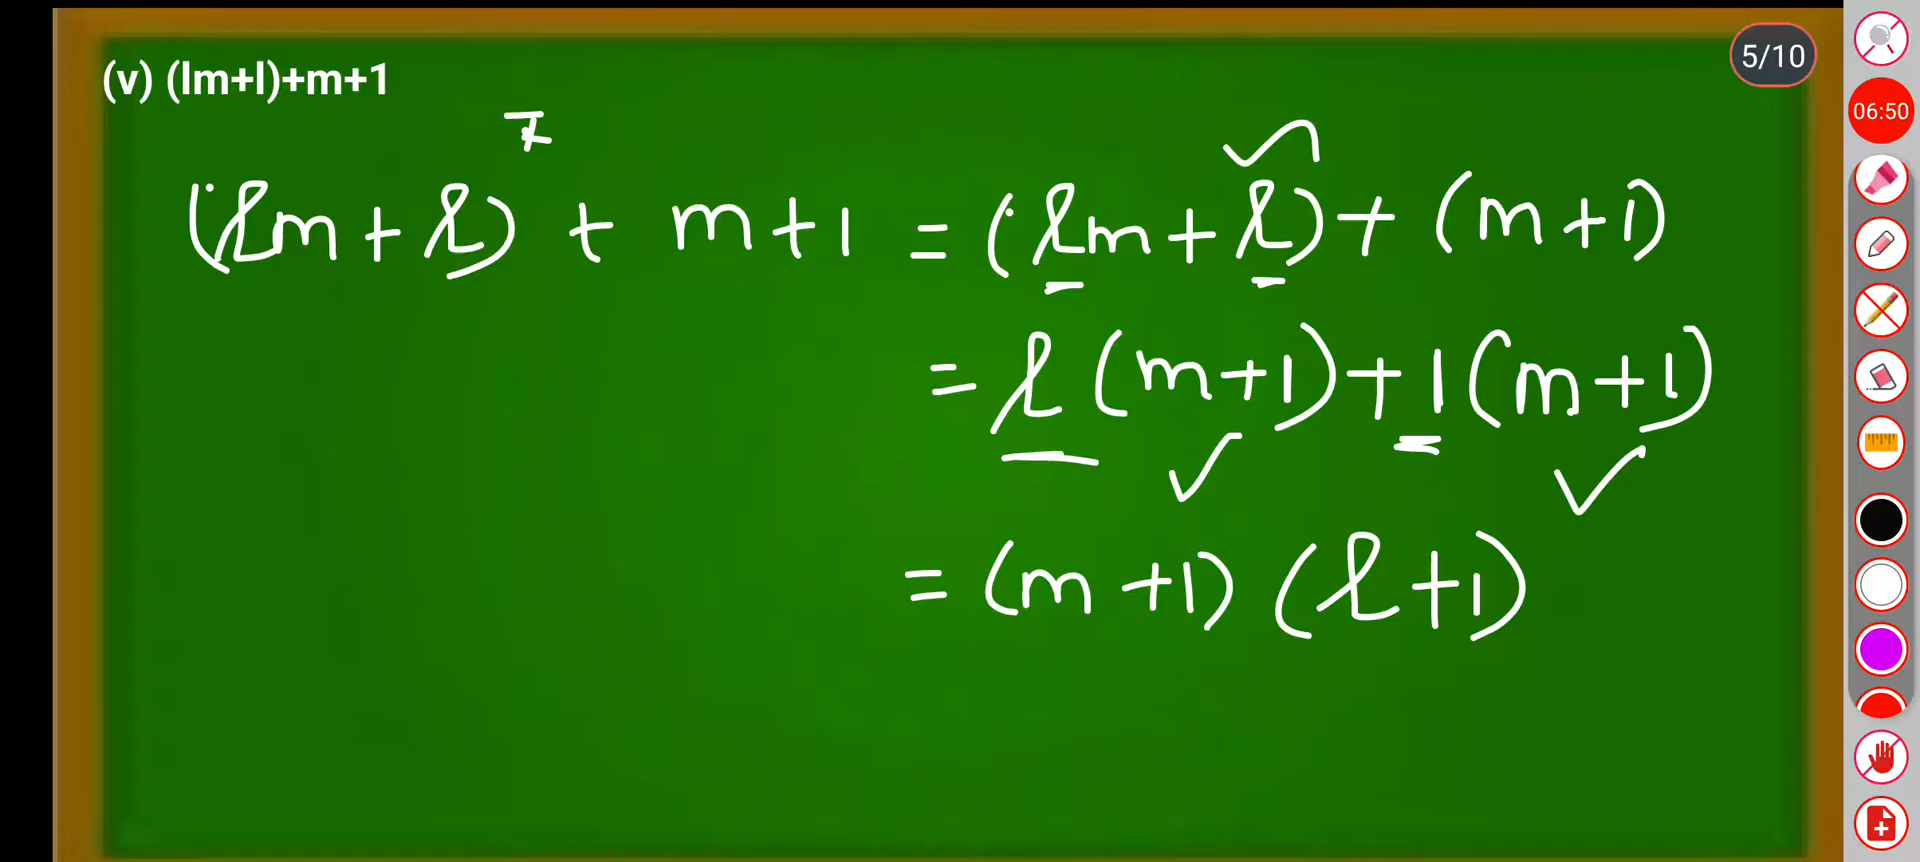 (v) (lm+l)+m+1
5/10
06:50
(lm + l) + m + 1 = (lm + l) + (m + 1)
= l (m + 1) + 1 (m + 1)
= (m + 1) (l + 1)